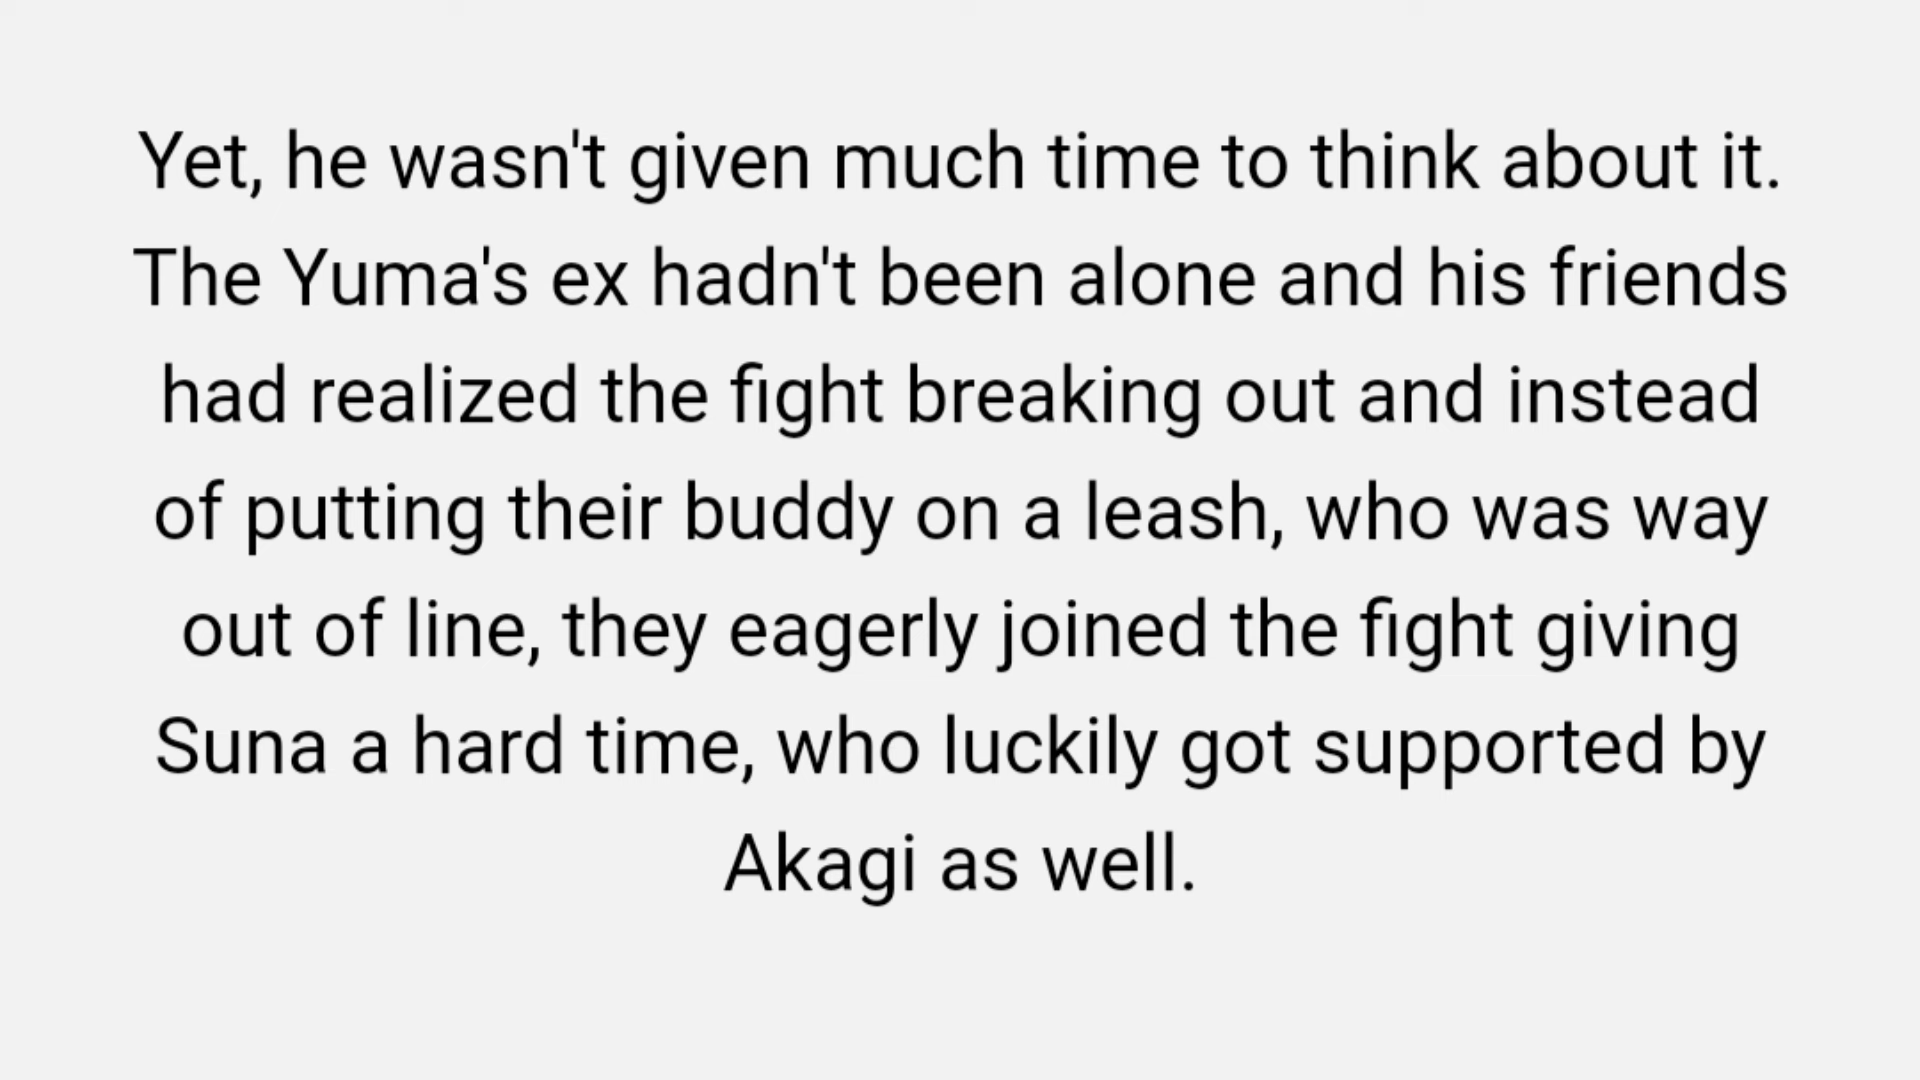 Yet, he wasn't given much time to think about it.
The Yuma's ex hadn't been alone and his friends
had realized the fight breaking out and instead
of putting their buddy on a leash, who was way
out of line, they eagerly joined the fight giving
Suna a hard time, who luckily got supported by
Akagi as well.